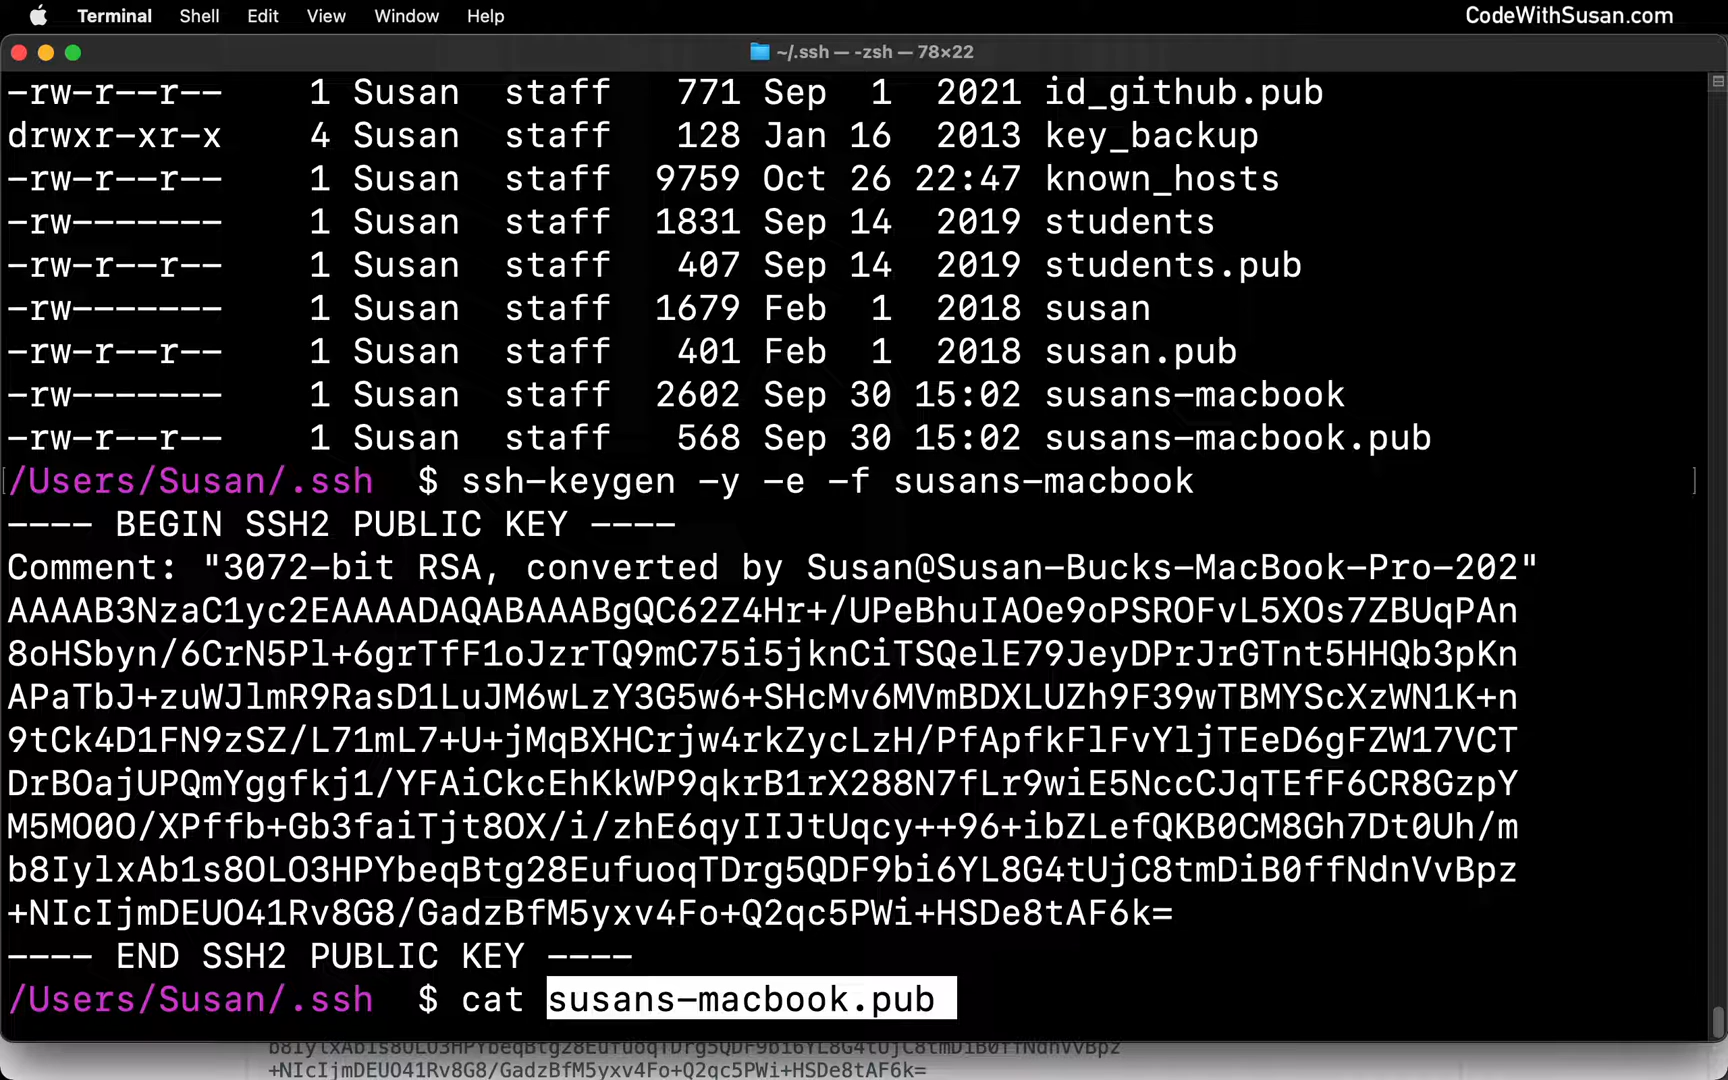 Terminal Shell Edit View Window Help CodeWithSusan.com
~/.ssh — -zsh — 78×22
-rw-r--r-- 1 Susan staff 771 Sep 1 2021 id_github.pub
drwxr-xr-x 4 Susan staff 128 Jan 16 2013 key_backup
-rw-r--r-- 1 Susan staff 9759 Oct 26 22:47 known_hosts
-rw------- 1 Susan staff 1831 Sep 14 2019 students
-rw-r--r-- 1 Susan staff 407 Sep 14 2019 students.pub
-rw------- 1 Susan staff 1679 Feb 1 2018 susan
-rw-r--r-- 1 Susan staff 401 Feb 1 2018 susan.pub
-rw------- 1 Susan staff 2602 Sep 30 15:02 susans-macbook
-rw-r--r-- 1 Susan staff 568 Sep 30 15:02 susans-macbook.pub
[/Users/Susan/.ssh $ ssh-keygen -y -e -f susans-macbook ]
---- BEGIN SSH2 PUBLIC KEY ----
Comment: "3072-bit RSA, converted by Susan@Susan-Bucks-MacBook-Pro-202"
AAAAB3NzaC1yc2EAAAADAQABAAABgQC62Z4Hr+/UPeBhuIAOe9oPSROFvL5XOs7ZBUqPAn
8oHSbyn/6CrN5Pl+6grTfF1oJzrTQ9mC75i5jknCiTSQelE79JeyDPrJrGTnt5HHQb3pKn
APaTbJ+zuWJlmR9RasD1LuJM6wLzY3G5w6+SHcMv6MVmBDXLUZh9F39wTBMYScXzWN1K+n
9tCk4D1FN9zSZ/L71mL7+U+jMqBXHCrjw4rkZycLzH/PfApfkFlFvYljTEeD6gFZW17VCT
DrBOajUPQmYggfkj1/YFAiCkcEhKkWP9qkrB1rX288N7fLr9wiE5NccCJqTEfF6CR8GzpY
M5MO0O/XPffb+Gb3faiTjt8OX/i/zhE6qyIIJtUqcy++96+ibZLefQKB0CM8Gh7Dt0Uh/m
b8IylxAb1s8OLO3HPYbeqBtg28EufuoqTDrg5QDF9bi6YL8G4tUjC8tmDiB0ffNdnVvBpz
+NIcIjmDEUO41Rv8G8/GadzBfM5yxv4Fo+Q2qc5PWi+HSDe8tAF6k=
---- END SSH2 PUBLIC KEY ----
/Users/Susan/.ssh $ cat susans-macbook.pub
b8IylxAb1s8OLO3HPYbeqBtg28EufuoqTDrg5QDF9bi6YL8G4tUjC8tmDiB0ffNdnVvBpz
+NIcIjmDEUO41Rv8G8/GadzBfM5yxv4Fo+Q2qc5PWi+HSDe8tAF6k=